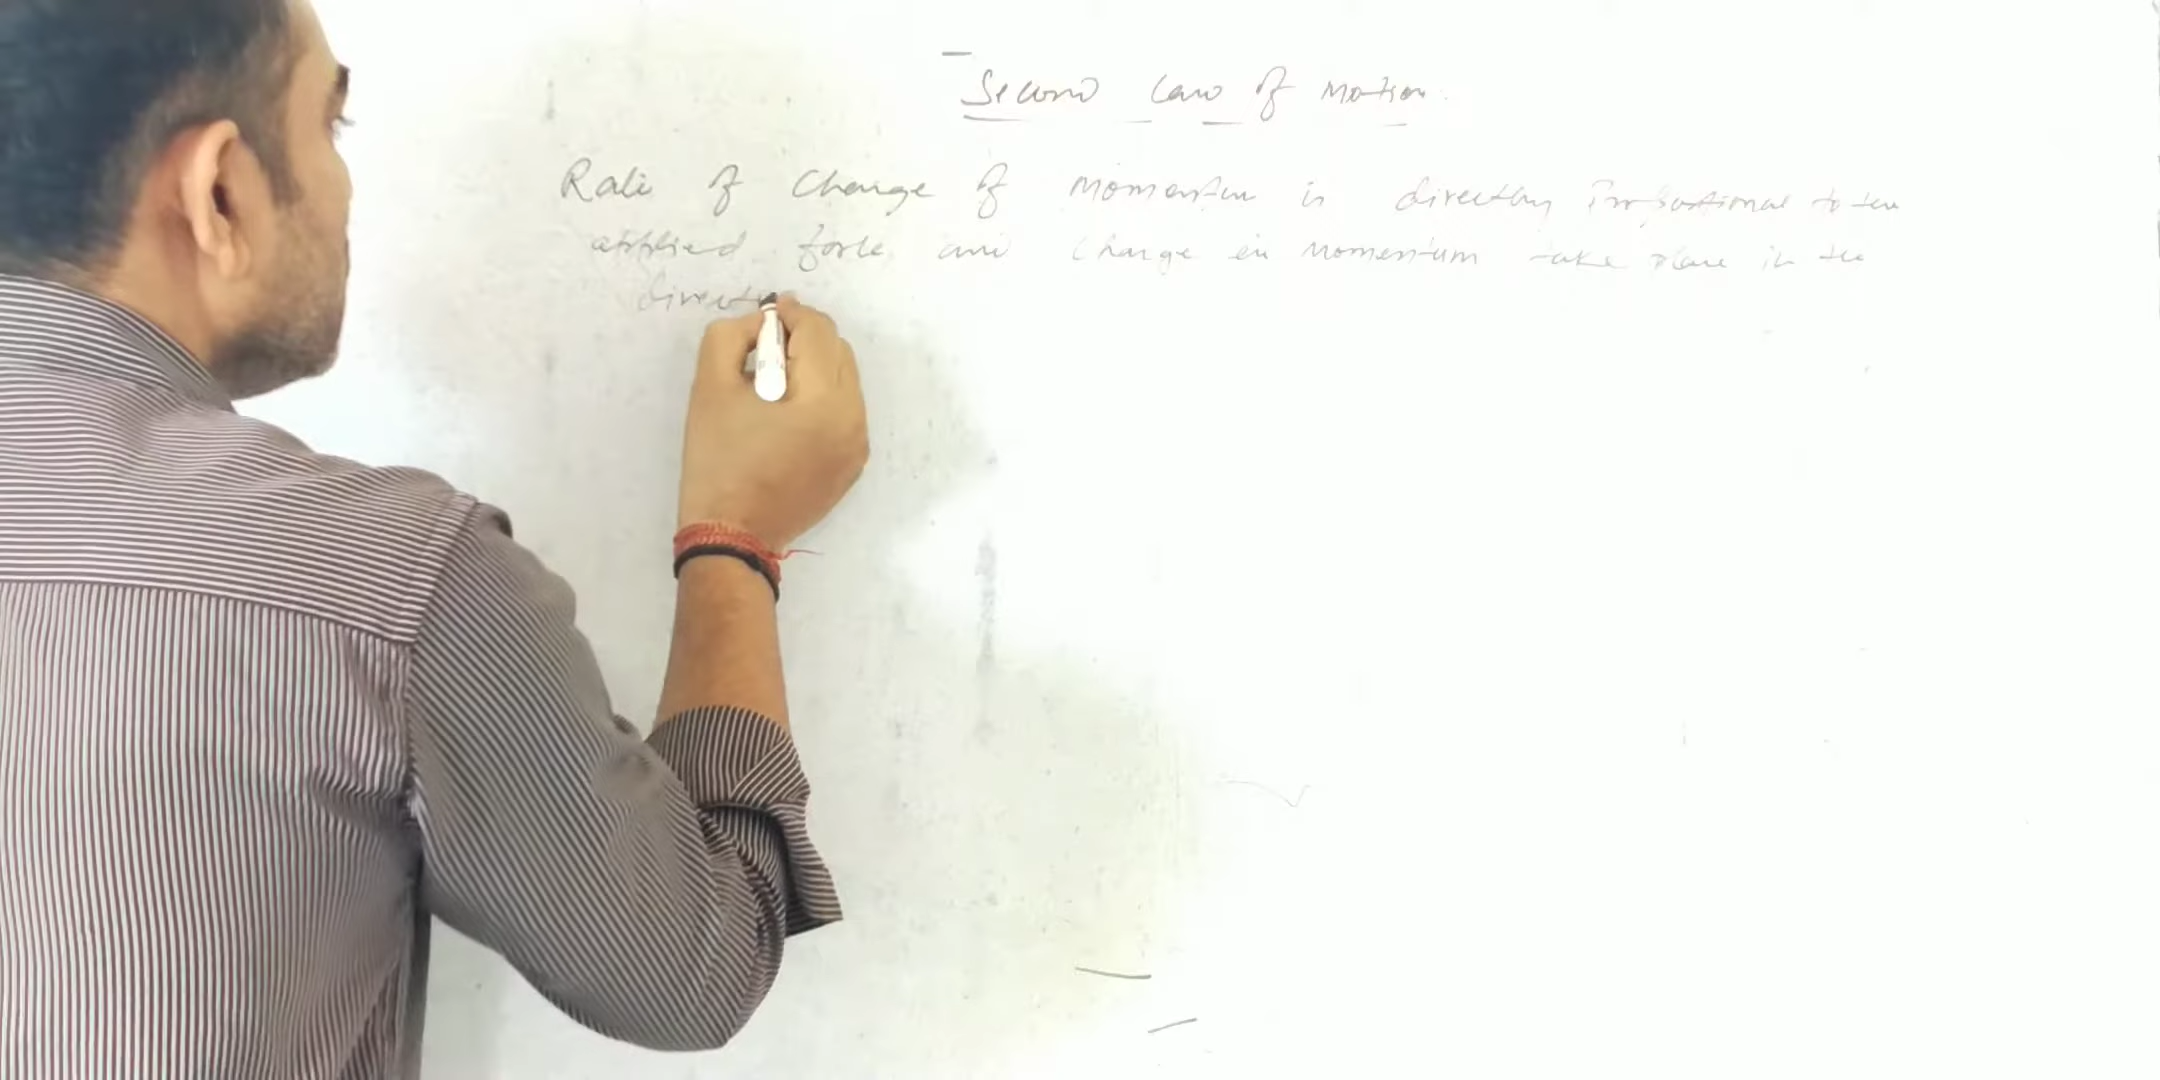 Second Law of Motion.
Rate of Change of Momentum is directly Proportional to the
applied force and Change in Momentum take place in the
direct